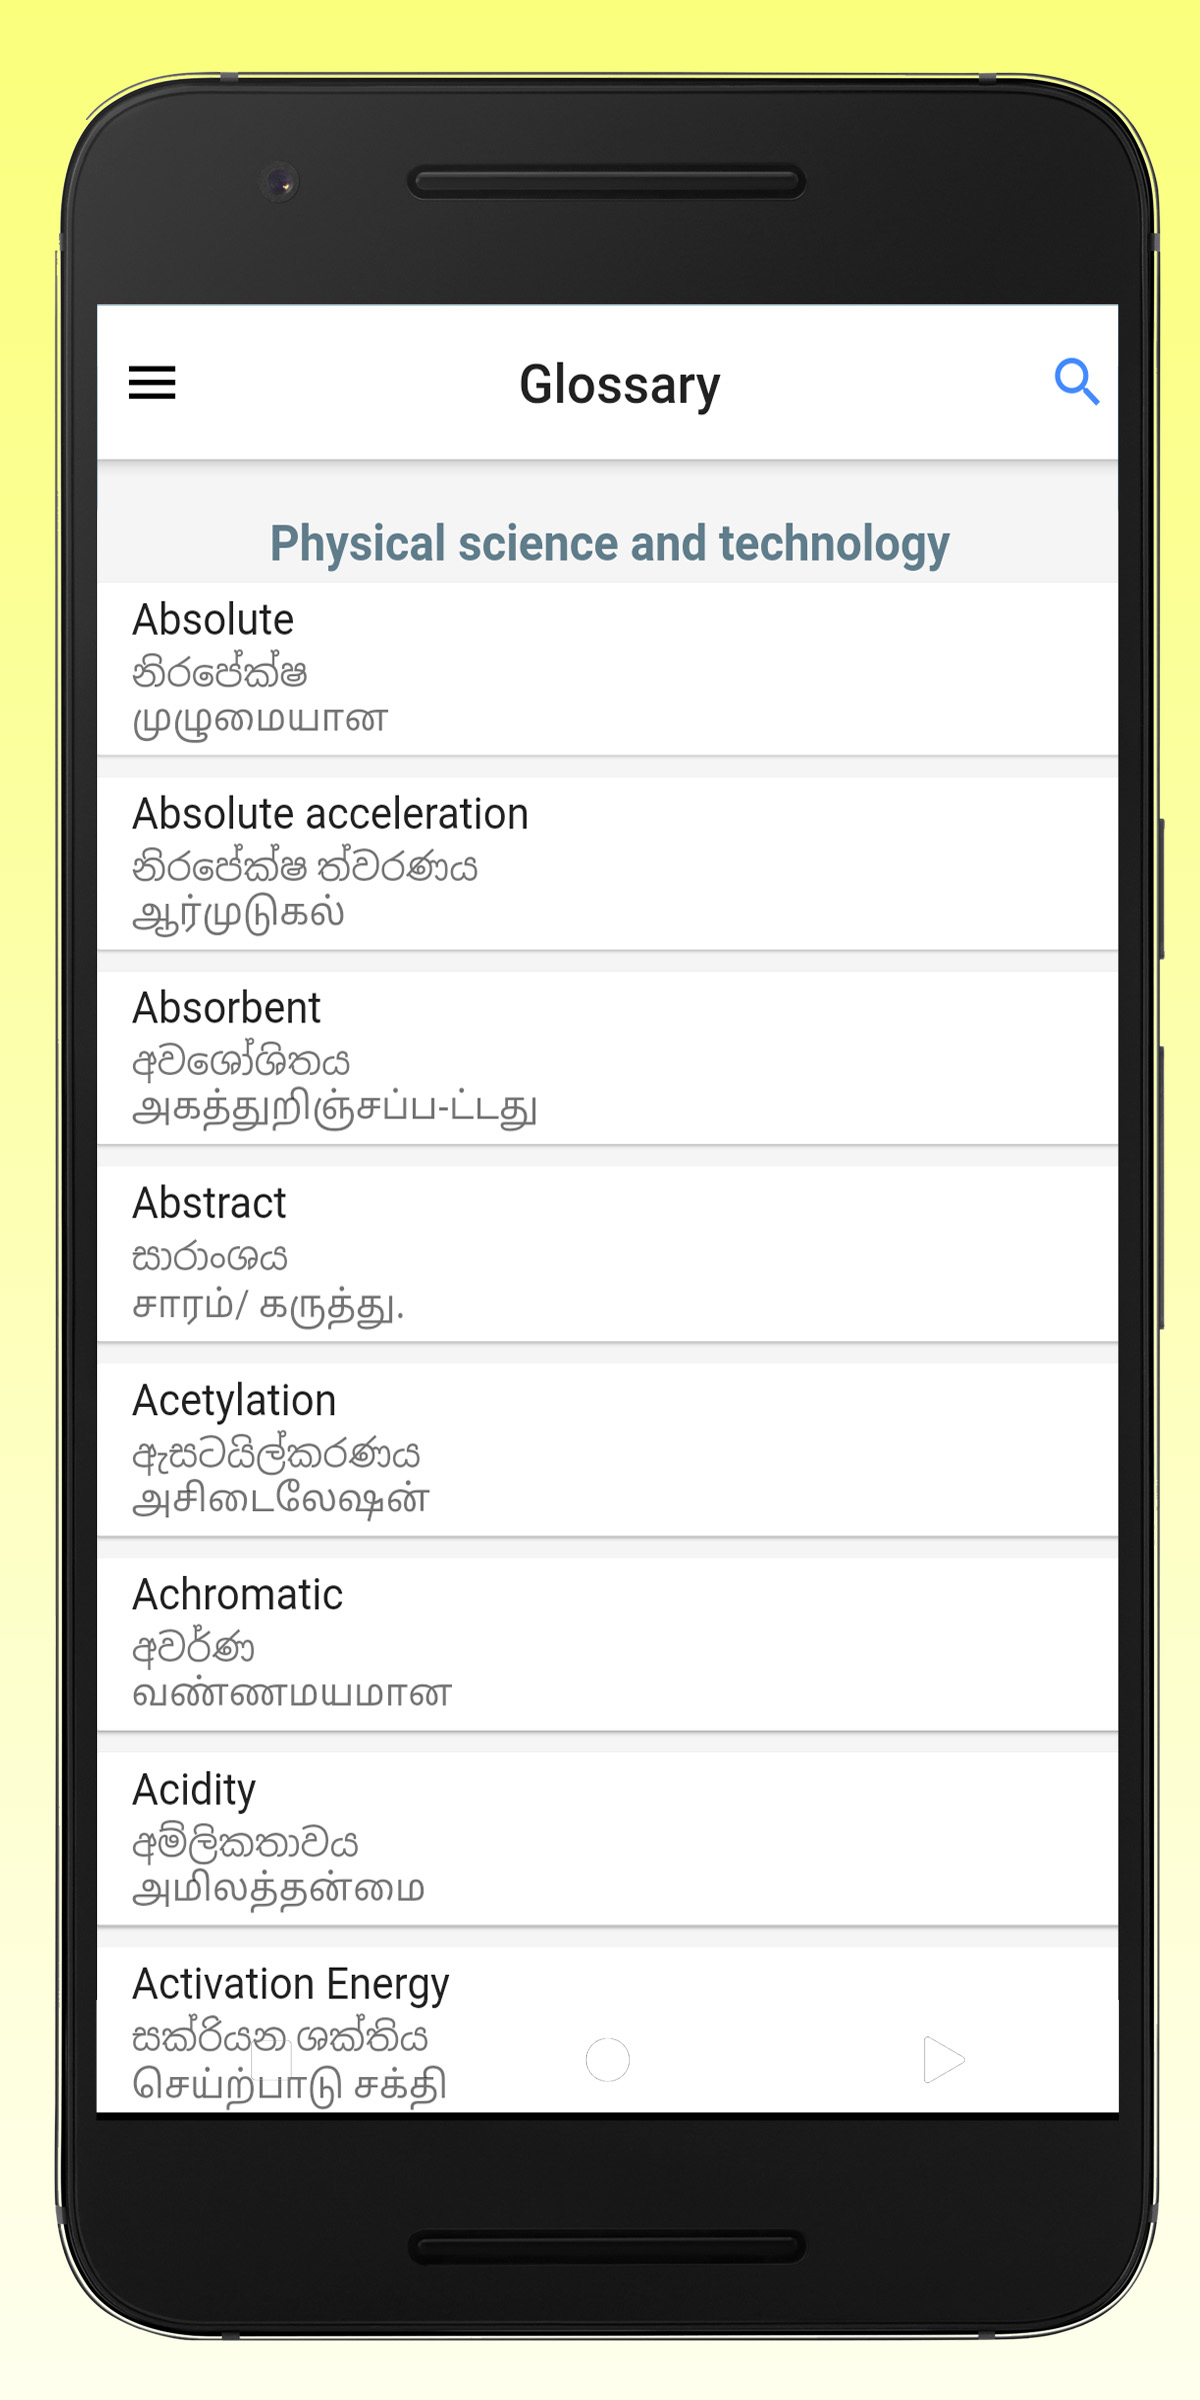 Glossary
Physical science and technology
Absolute
නිරපේක්ෂ
முழுமையான
Absolute acceleration
නිරපේක්ෂ ත්වරණය
ஆர்முடுகல்
Absorbent
අවශෝශිතය
அகத்துறிஞ்சப்ப-ட்டது
Abstract
සාරාංශය
சாரம்/ கருத்து.
Acetylation
ඇසටයිල්කරණය
அசிடைலேஷன்
Achromatic
අවර්ණ
வண்ணமயமான
Acidity
අම්ලිකතාවය
அமிலத்தன்மை
Activation Energy
සක්රියන ශක්තිය
செய்ற்பாடு சக்தி